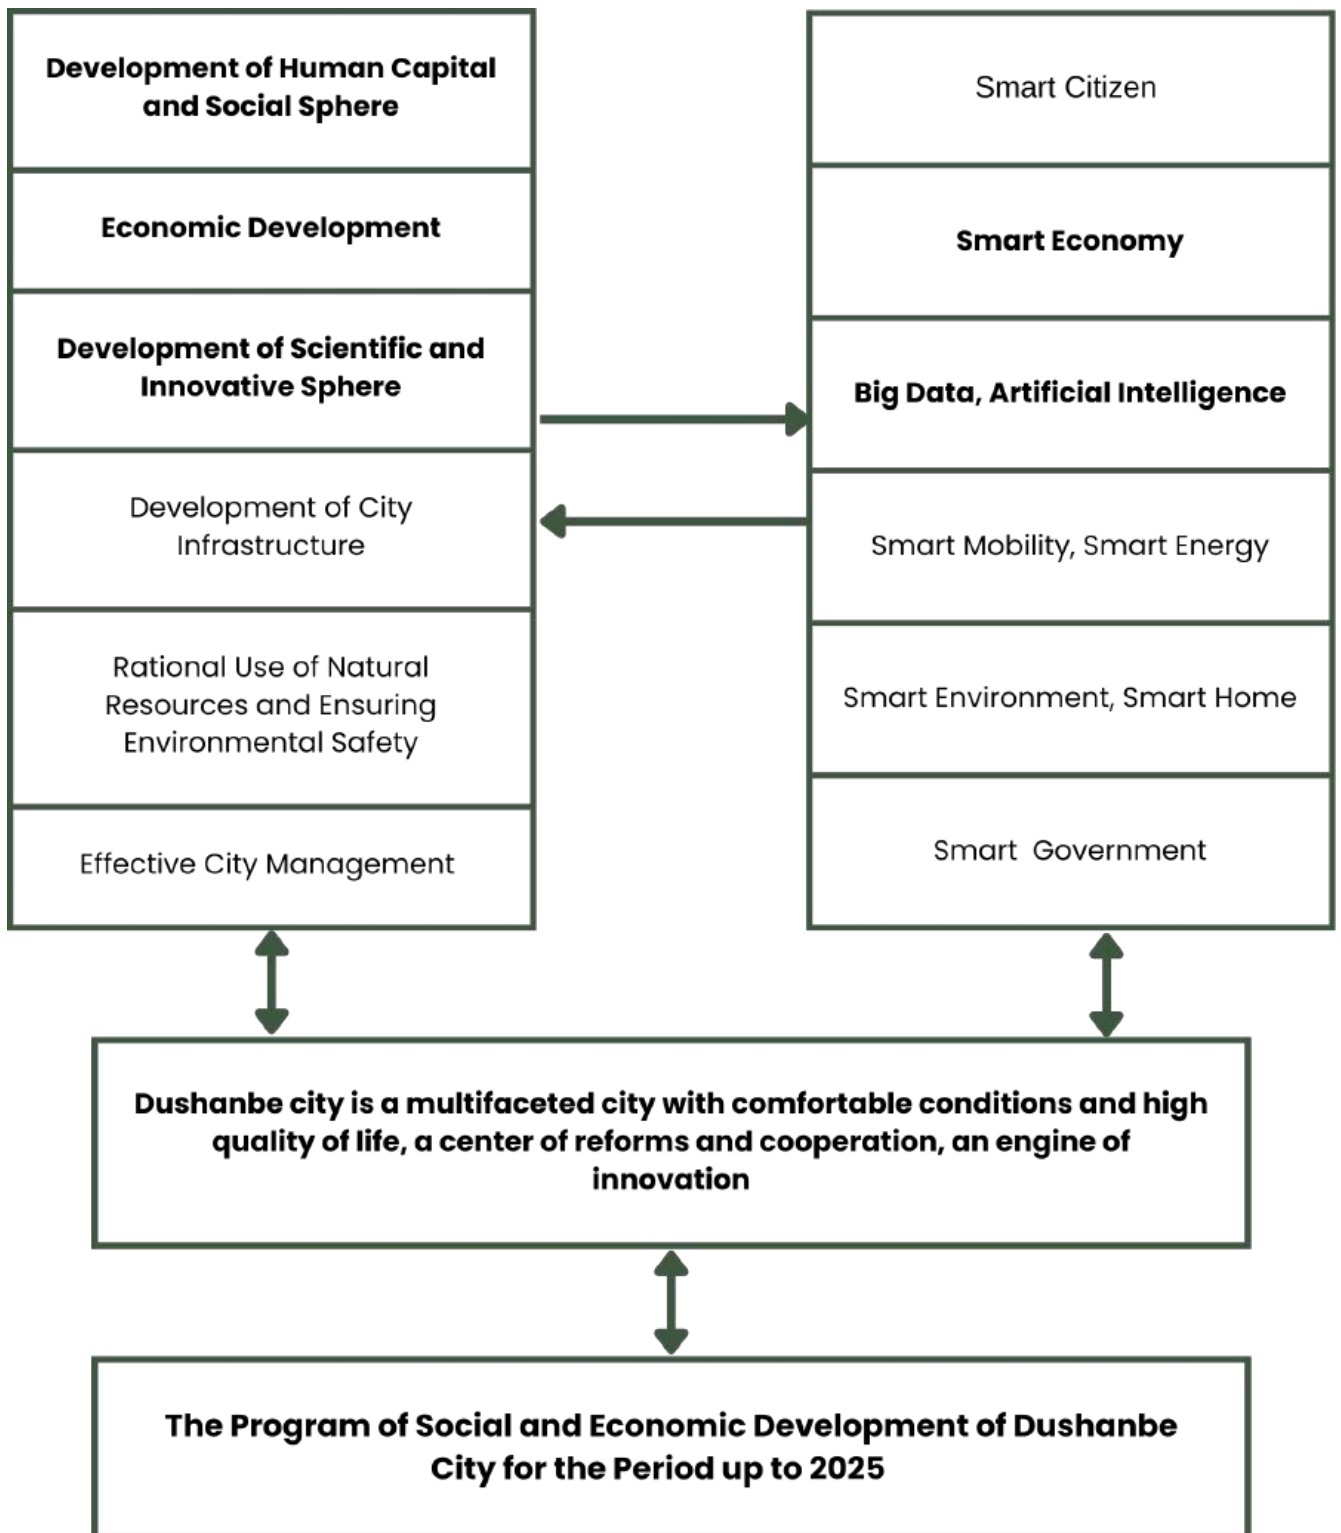 Development of Human Capital
and Social Sphere
Economic Development
Development of Scientific and
Innovative Sphere
Development of City
Infrastructure
Rational Use of Natural
Resources and Ensuring
Environmental Safety
Effective City Management
Smart Citizen
Smart Economy
Big Data, Artificial Intelligence
Smart Mobility, Smart Energy
Smart Environment, Smart Home
Smart Government
Dushanbe city is a multifaceted city with comfortable conditions and high
quality of life, a center of reforms and cooperation, an engine of
innovation
The Program of Social and Economic Development of Dushanbe
City for the Period up to 2025